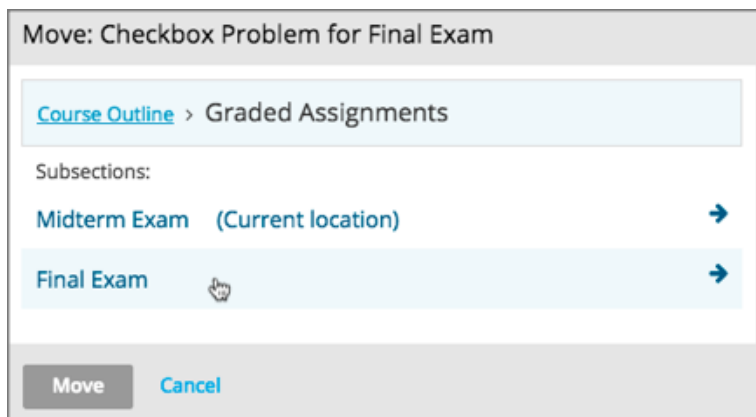 Move: Checkbox Problem for Final Exam
Course Outline > Graded Assignments
Subsections:
Midterm Exam (Current location)
Final Exam
Move Cancel